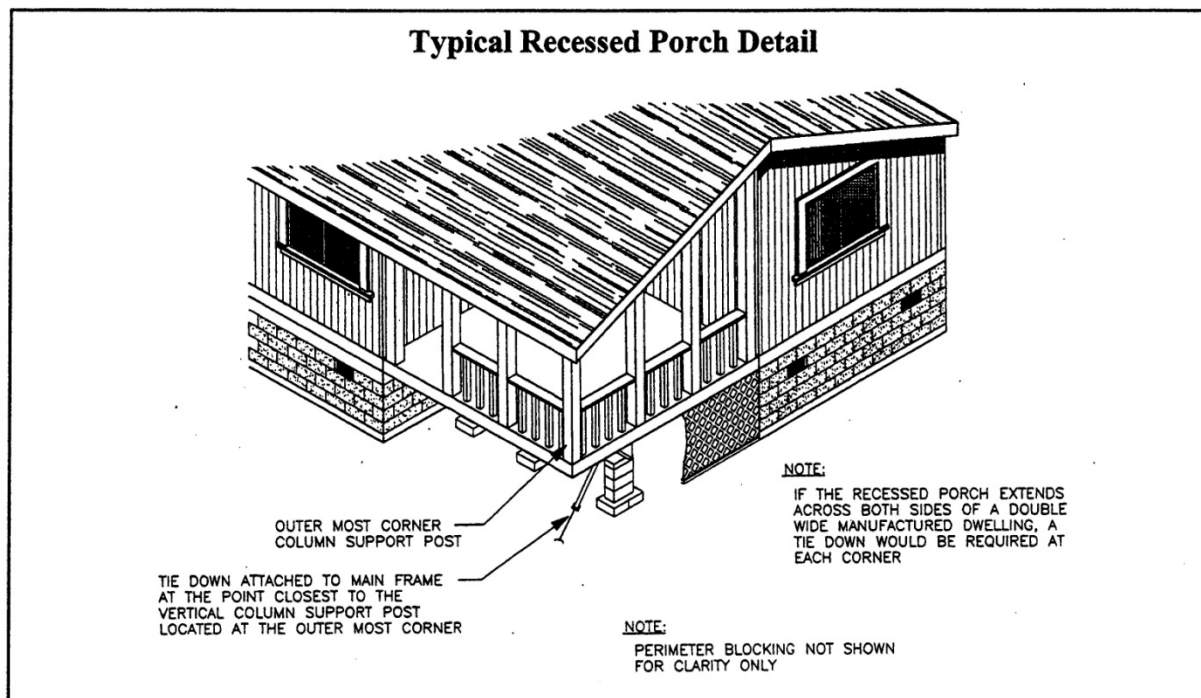 Typical Recessed Porch Detail
OUTER MOST CORNER
COLUMN SUPPORT POST
TIE DOWN ATTACHED TO MAIN FRAME
AT THE POINT CLOSEST TO THE
VERTICAL COLUMN SUPPORT POST
LOCATED AT THE OUTER MOST CORNER
NOTE:
IF THE RECESSED PORCH EXTENDS
ACROSS BOTH SIDES OF A DOUBLE
WIDE MANUFACTURED DWELLING, A
TIE DOWN WOULD BE REQUIRED AT
EACH CORNER
NOTE:
PERIMETER BLOCKING NOT SHOWN
FOR CLARITY ONLY